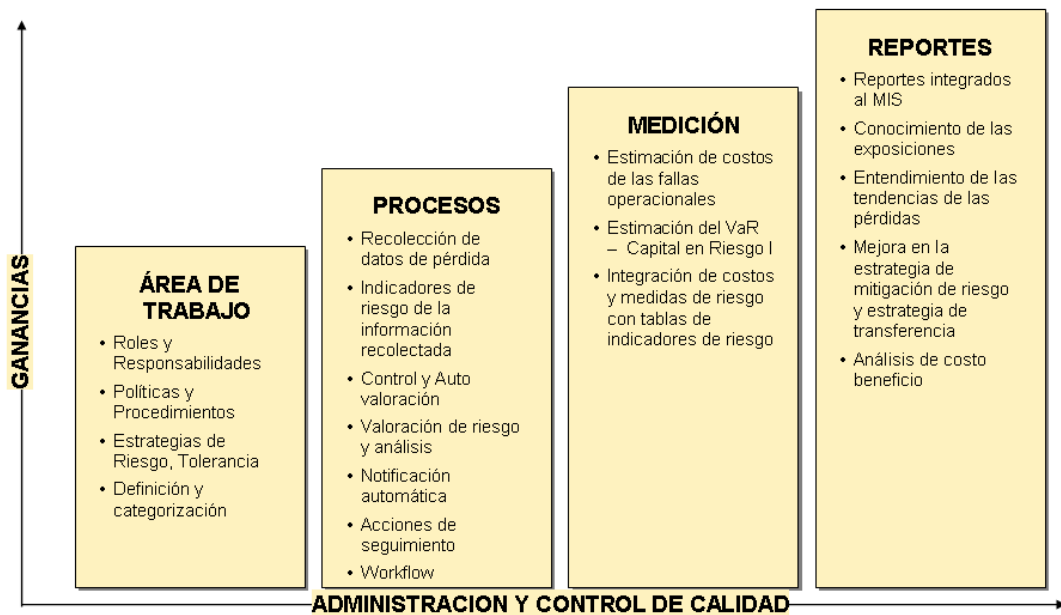 GANANCIAS
ÁREA DE
TRABAJO
• Roles y
Responsabilidades
• Políticas y
Procedimientos
• Estrategias de
Riesgo, Tolerancia
• Definición y
categorización
PROCESOS
• Recolección de
datos de pérdida
• Indicadores de
riesgo de la
información
recolectada
• Control y Auto
valoración
• Valoración de riesgo
y análisis
• Notificación
automática
• Acciones de
seguimiento
• Workflow
MEDICIÓN
• Estimación de costos
de las fallas
operacionales
• Estimación del VaR
– Capital en Riesgo I
• Integración de costos
y medidas de riesgo
con tablas de
indicadores de riesgo
REPORTES
• Reportes integrados
al MIS
• Conocimiento de las
exposiciones
• Entendimiento de las
tendencias de las
pérdidas
• Mejora en la
estrategia de
mitigación de riesgo
y estrategia de
transferencia
• Análisis de costo
beneficio
ADMINISTRACION Y CONTROL DE CALIDAD